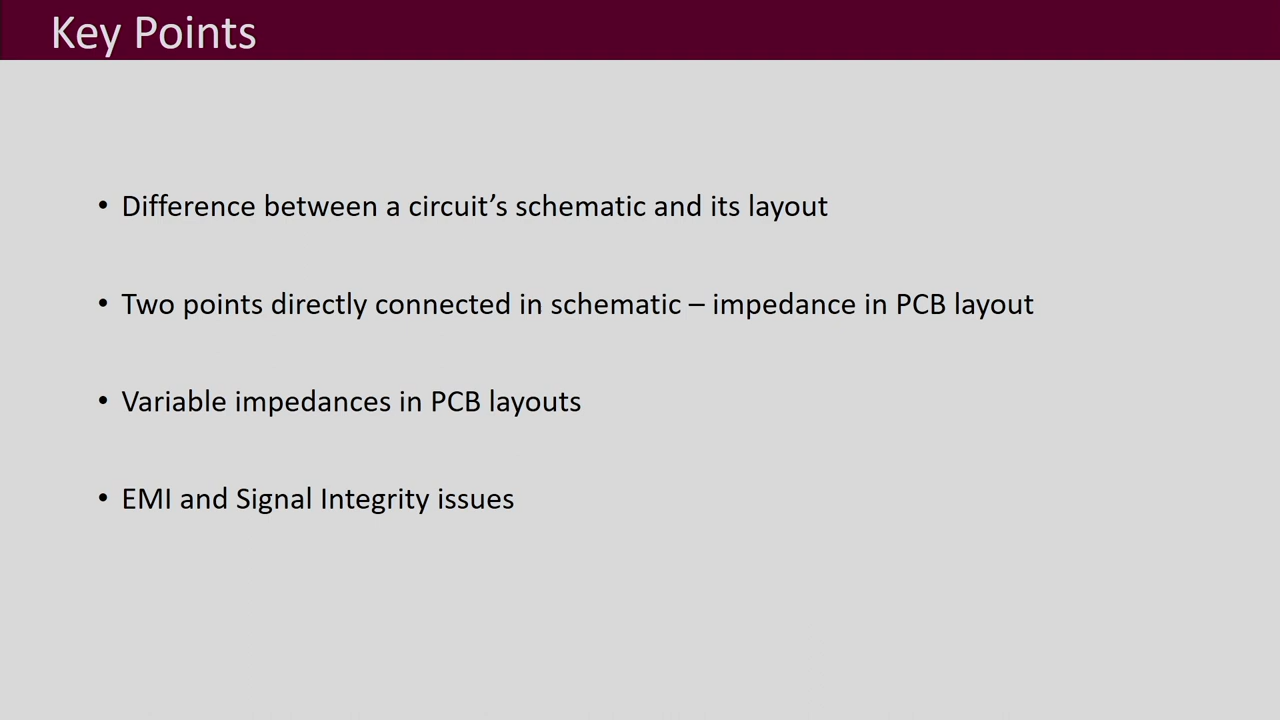 Key Points
• Difference between a circuit’s schematic and its layout
• Two points directly connected in schematic – impedance in PCB layout
• Variable impedances in PCB layouts
• EMI and Signal Integrity issues